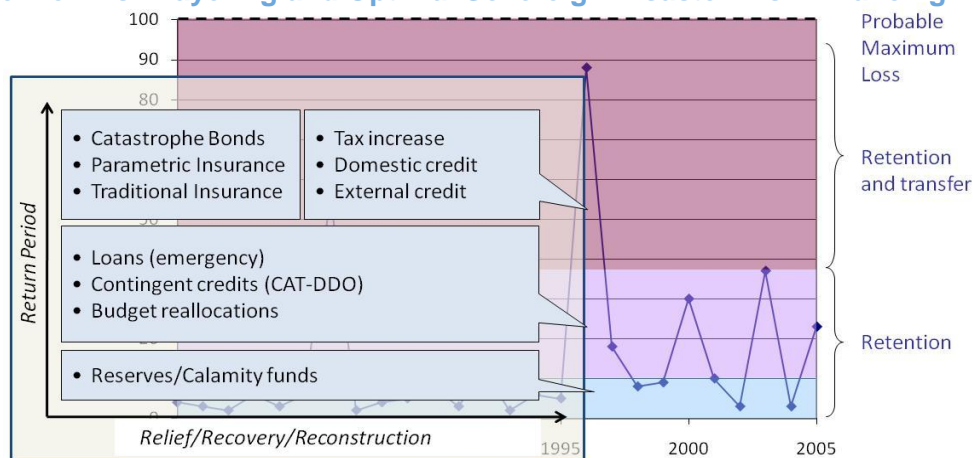 100
90
80
Probable
Maximum
Loss
Retention
and transfer
Retention
• Catastrophe Bonds
• Parametric Insurance
• Traditional Insurance
• Tax increase
• Domestic credit
• External credit
• Loans (emergency)
• Contingent credits (CAT-DDO)
• Budget reallocations
• Reserves/Calamity funds
Return Period
Relief/Recovery/Reconstruction
1995
2000
2005